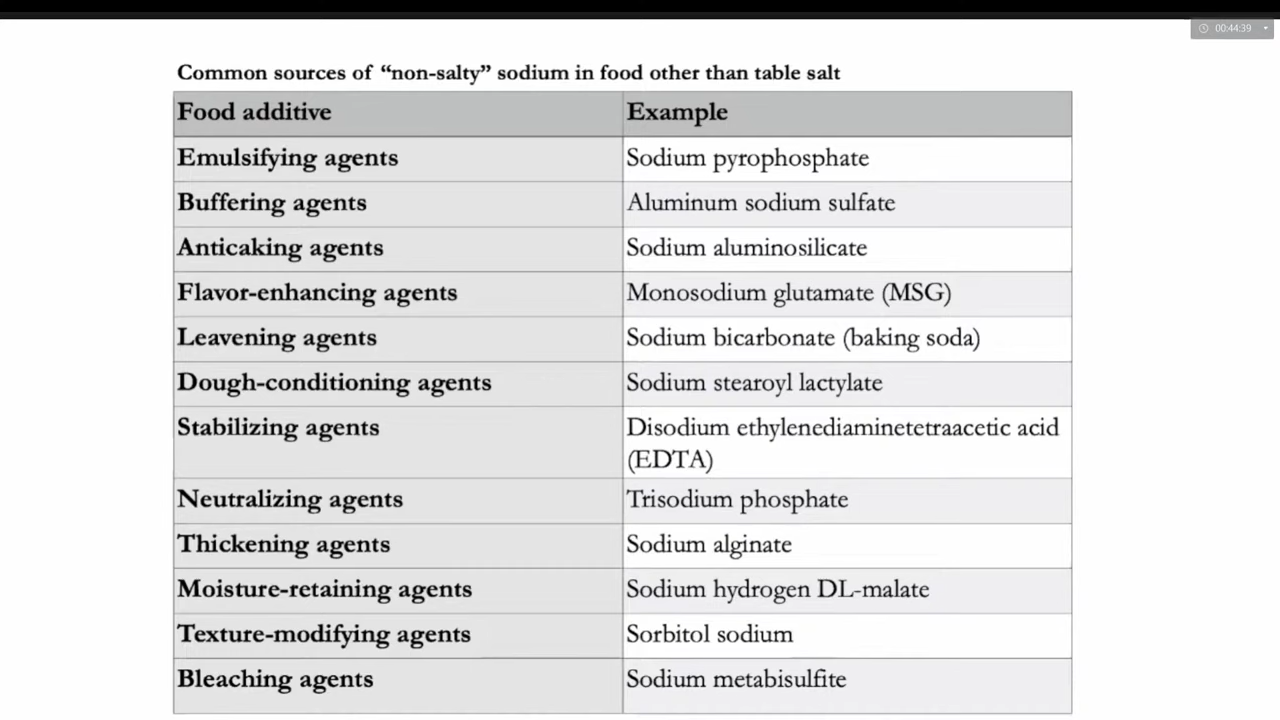 00:44:39
Common sources of “non-salty” sodium in food other than table salt
Food additive Example
Emulsifying agents Sodium pyrophosphate
Buffering agents Aluminum sodium sulfate
Anticaking agents Sodium aluminosilicate
Flavor-enhancing agents Monosodium glutamate (MSG)
Leavening agents Sodium bicarbonate (baking soda)
Dough-conditioning agents Sodium stearoyl lactylate
Stabilizing agents Disodium ethylenediaminetetraacetic acid
(EDTA)
Neutralizing agents Trisodium phosphate
Thickening agents Sodium alginate
Moisture-retaining agents Sodium hydrogen DL-malate
Texture-modifying agents Sorbitol sodium
Bleaching agents Sodium metabisulfite